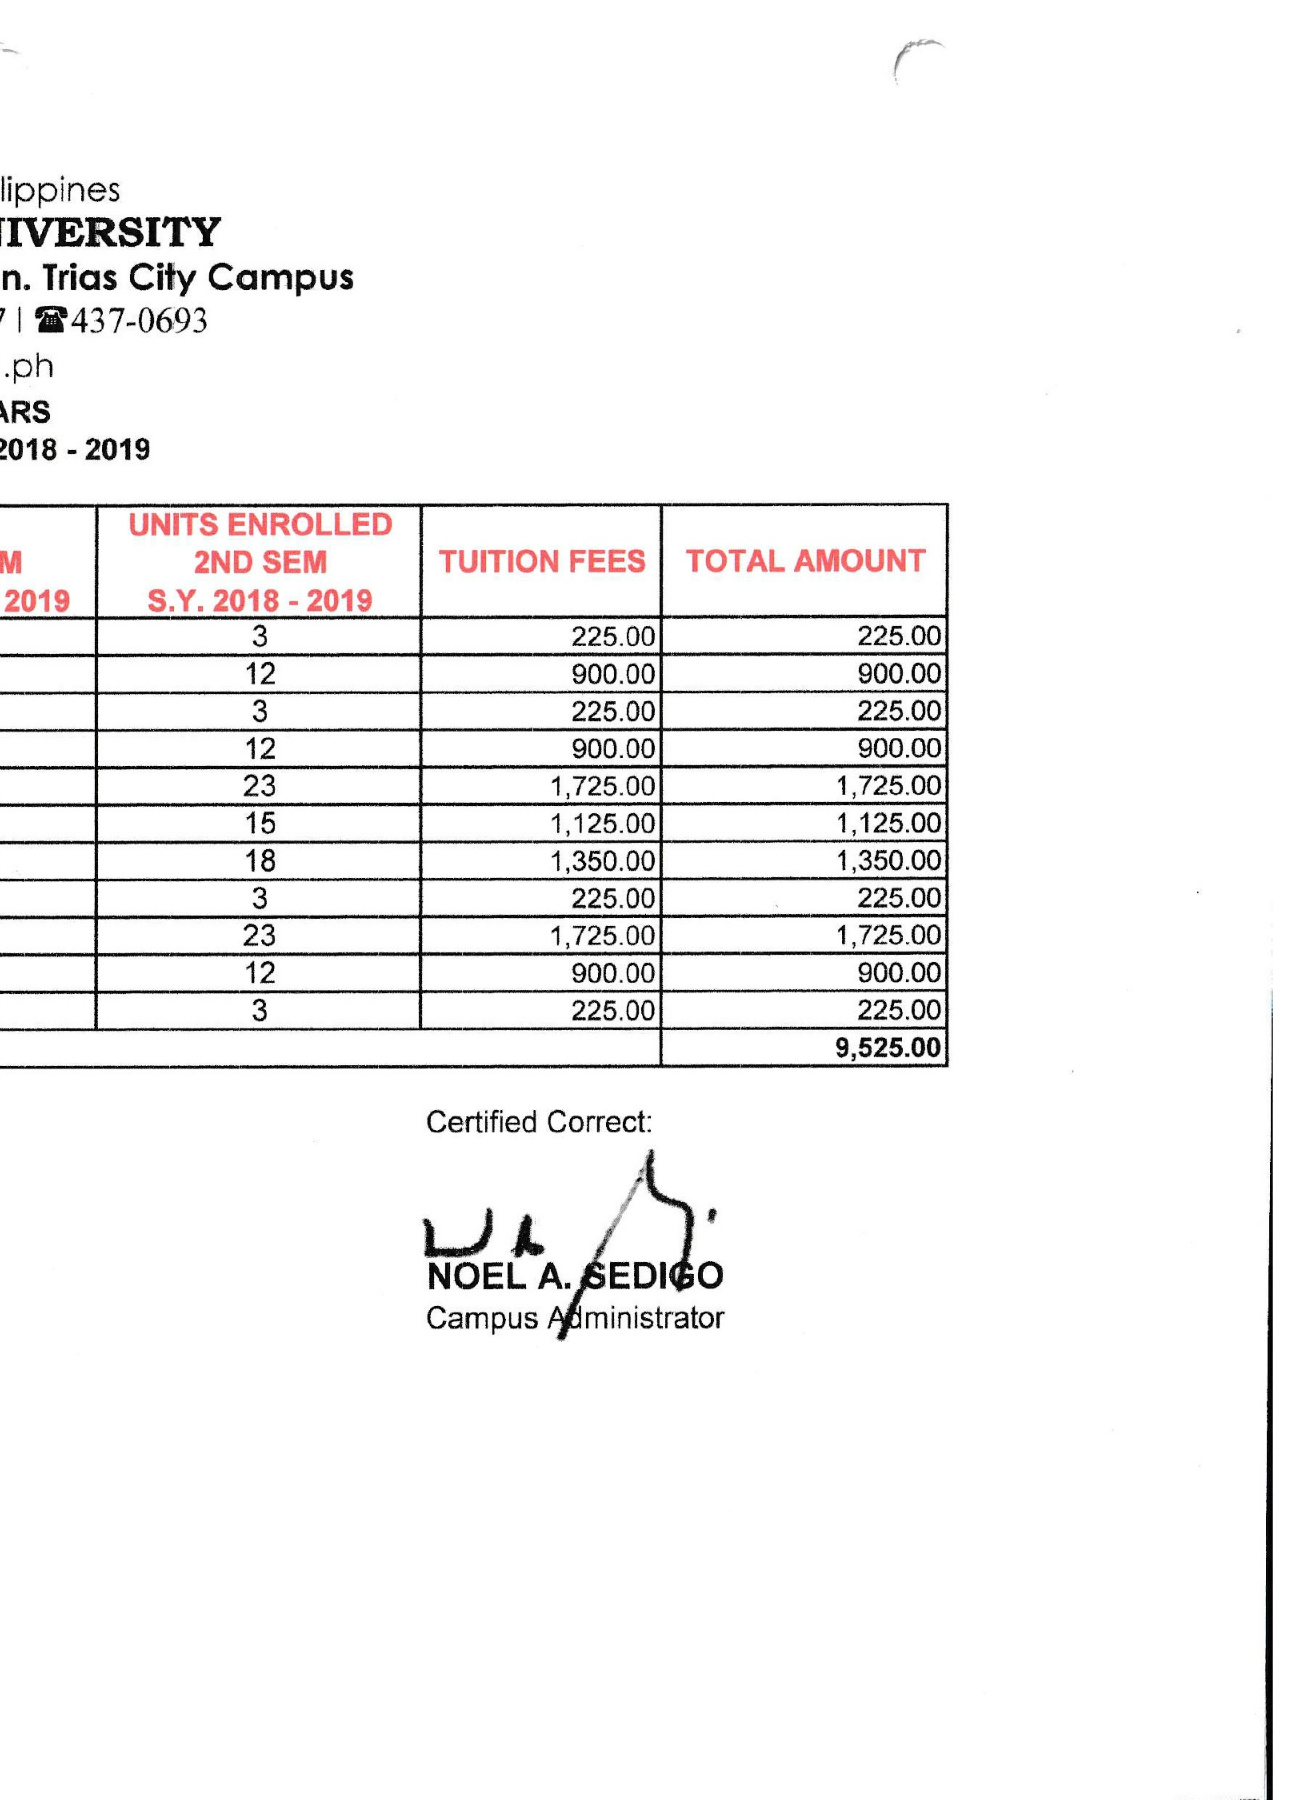 lippines
NIVERSITY
n. Trias City Campus
7 | ☎437-0693
.ph
ARS
2018 - 2019
M
2019
UNITS ENROLLED
2ND SEM
S.Y. 2018 - 2019
TUITION FEES
TOTAL AMOUNT
3 225.00 225.00
12 900.00 900.00
3 225.00 225.00
12 900.00 900.00
23 1,725.00 1,725.00
15 1,125.00 1,125.00
18 1,350.00 1,350.00
3 225.00 225.00
23 1,725.00 1,725.00
12 900.00 900.00
3 225.00 225.00
9,525.00
Certified Correct:
NOEL A. SEDIGO
Campus Administrator